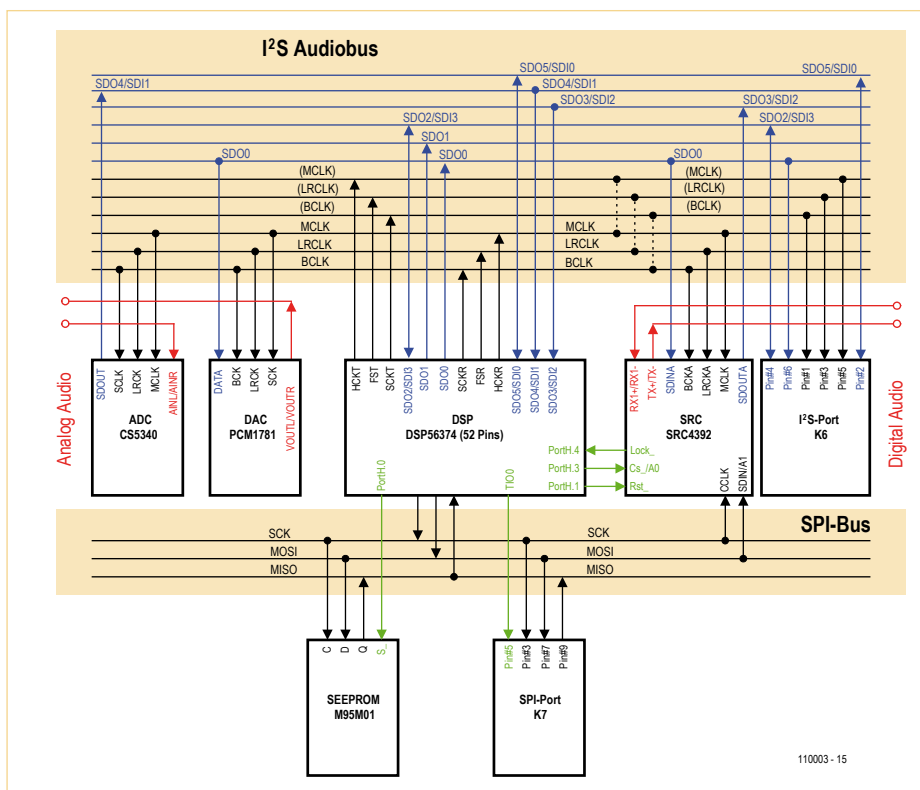 I²S Audiobus
SDO5/SDI0
SDO5/SDI0
SDO4/SDI1
SDO4/SDI1
SDO3/SDI2
SDO3/SDI2
SDO2/SDI3
SDO2/SDI3
SDO1
SDO0
SDO0
SDO0
(MCLK)
(MCLK)
(LRCLK)
(LRCLK)
(BCLK)
(BCLK)
MCLK
MCLK
LRCLK
LRCLK
BCLK
BCLK
Analog Audio
SDOUT
SCLK
LRCK
MCLK
AINL/AINR
ADC
CS5340
DATA
BCK
LRCK
SCK
VOUTL/VOUTR
DAC
PCM1781
HCKT
FST
SCKT
SDO2/SDI3
SDO1
SDO0
SCKR
FSR
HCKR
SDO5/SDI0
SDO4/SDI1
SDO3/SDI2
DSP
DSP56374 (52 Pins)
PortH.0
TIO0
PortH.4
PortH.3
PortH.1
RX1+/RX1-
TX+/TX-
SDINA
BCKA
LRCKA
MCLK
SDOUTA
SRC
SRC4392
Lock_
Cs_/A0
Rst_
CCLK
SDIN/A1
Pin#4
Pin#6
Pin#1
Pin#3
Pin#5
Pin#2
I²S-Port
K6
Digital Audio
SPI-Bus
SCK
SCK
MOSI
MOSI
MISO
MISO
C
D
Q
S_
SEEPROM
M95M01
Pin#5
Pin#3
Pin#7
Pin#9
SPI-Port
K7
110003 - 15